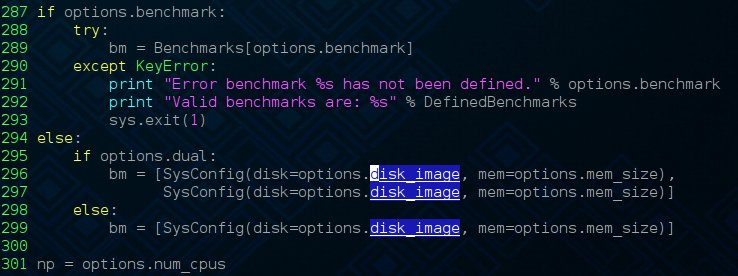 287 if options.benchmark:
288     try:
289         bm = Benchmarks[options.benchmark]
290     except KeyError:
291         print "Error benchmark %s has not been defined." % options.benchmark
292         print "Valid benchmarks are: %s" % DefinedBenchmarks
293         sys.exit(1)
294 else:
295     if options.dual:
296         bm = [SysConfig(disk=options.disk_image, mem=options.mem_size),
297               SysConfig(disk=options.disk_image, mem=options.mem_size)]
298     else:
299         bm = [SysConfig(disk=options.disk_image, mem=options.mem_size)]
300
301 np = options.num_cpus